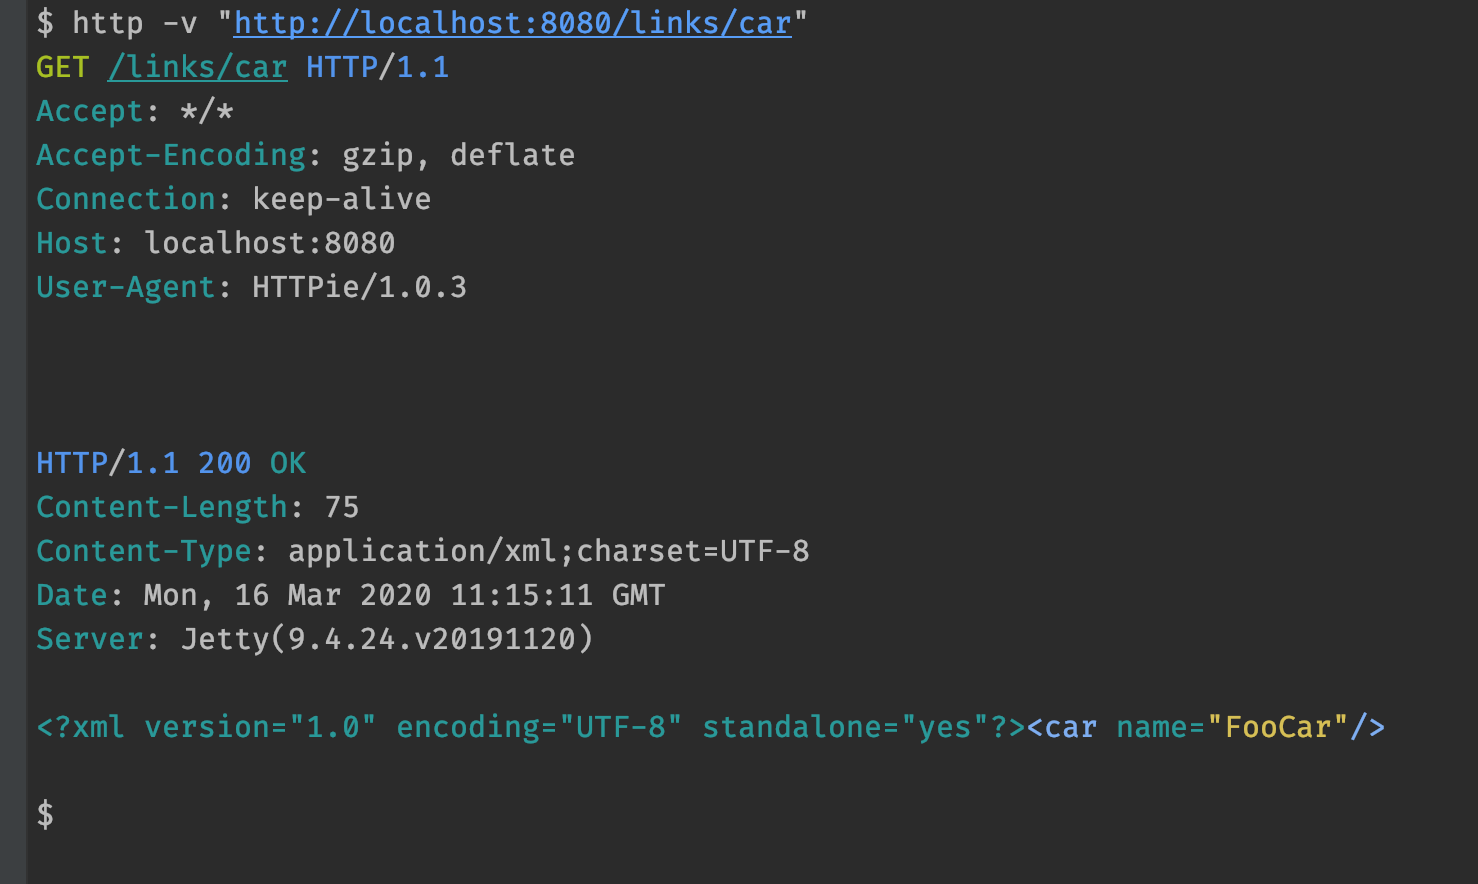 $ http -v "http://localhost:8080/links/car"
GET /links/car HTTP/1.1
Accept: */*
Accept-Encoding: gzip, deflate
Connection: keep-alive
Host: localhost:8080
User-Agent: HTTPie/1.0.3
HTTP/1.1 200 OK
Content-Length: 75
Content-Type: application/xml;charset=UTF-8
Date: Mon, 16 Mar 2020 11:15:11 GMT
Server: Jetty(9.4.24.v20191120)
<?xml version="1.0" encoding="UTF-8" standalone="yes"?><car name="FooCar"/>
$